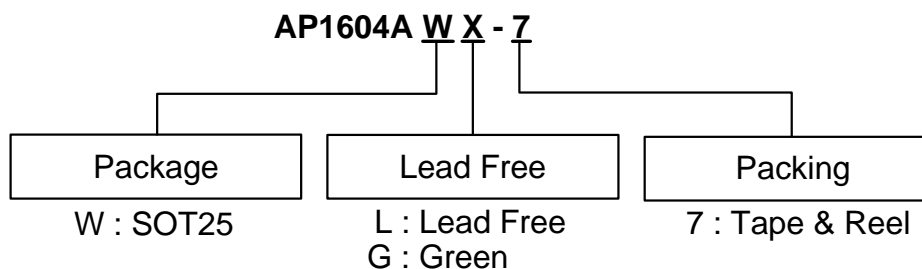 AP1604A W X - 7
Package
Lead Free
Packing
W : SOT25
L : Lead Free
7 : Tape & Reel
G : Green